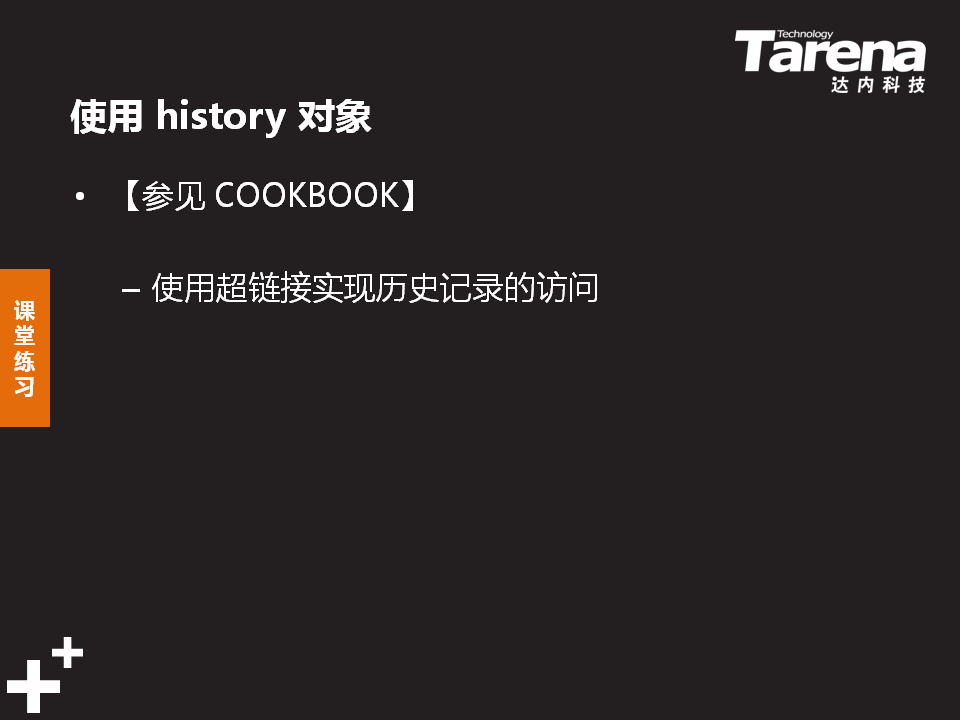 Technology
Tarena
达内科技
使用 history 对象
• 【参见 COOKBOOK】
– 使用超链接实现历史记录的访问
课堂练习